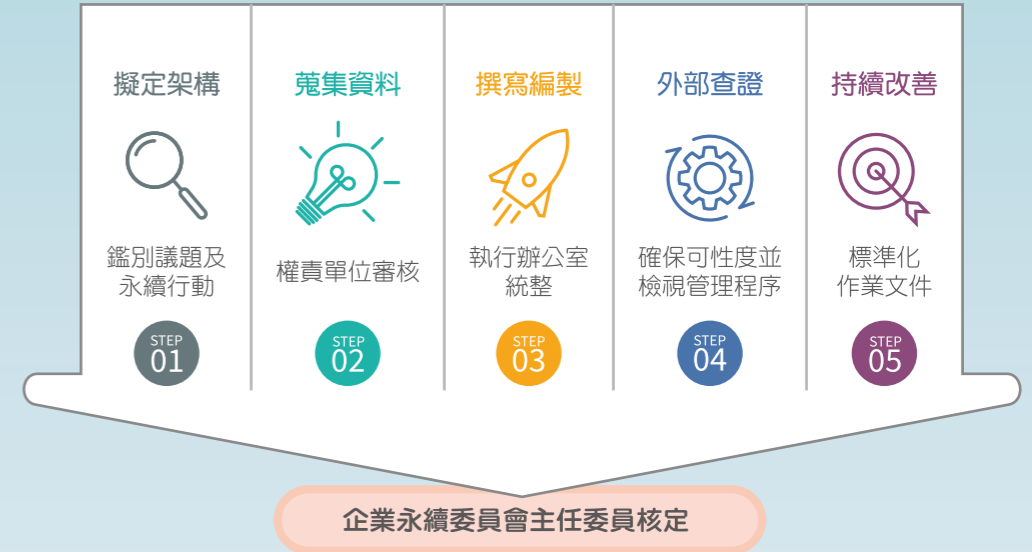 擬定架構
鑑別議題及
永續行動
STEP
01
蒐集資料
權責單位審核
STEP
02
撰寫編製
執行辦公室
統整
STEP
03
外部查證
確保可性度並
檢視管理程序
STEP
04
持續改善
標準化
作業文件
STEP
05
企業永續委員會主任委員核定